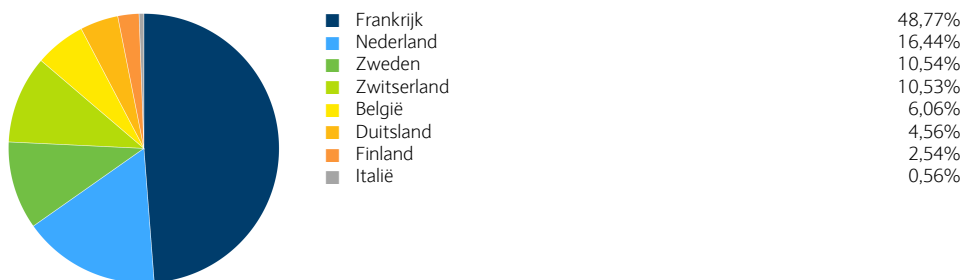 Frankrijk 48,77%
Nederland 16,44%
Zweden 10,54%
Zwitserland 10,53%
België 6,06%
Duitsland 4,56%
Finland 2,54%
Italië 0,56%